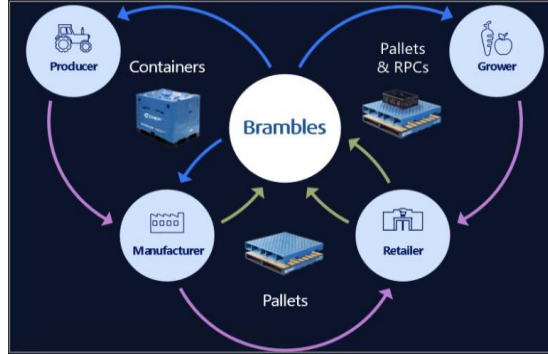 Producer
Containers
Pallets
& RPCs
Grower
Brambles
Manufacturer
Retailer
Pallets